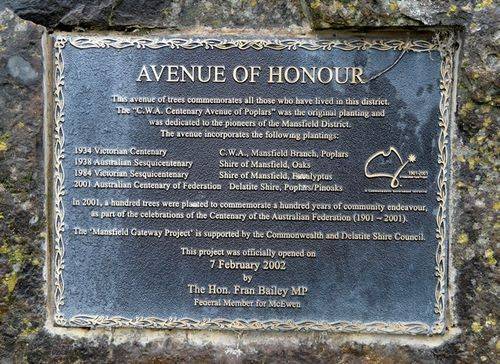 AVENUE OF HONOUR
This avenue of trees commemorates all those who have lived in this district.
The "C.W.A. Centenary Avenue of Poplars" was the original planting and
was dedicated to the pioneers of the Mansfield District.
The avenue incorporates the following plantings:
1934 Victorian Centenary C.W.A., Mansfield Branch, Poplars
1938 Australian Sesquicentenary Shire of Mansfield, Oaks
1984 Victorian Sesquicentenary Shire of Mansfield, Eucalyptus
2001 Australian Centenary of Federation Delatite Shire, Poplars/Pinoaks
1901-2001
In 2001, a hundred trees were planted to commemorate a hundred years of community endeavour,
as part of the celebrations of the Centenary of the Australian Federation (1901 ~ 2001).
The 'Mansfield Gateway Project' is supported by the Commonwealth and Delatite Shire Council.
This project was officially opened on
7 February 2002
by
The Hon. Fran Bailey MP
Federal Member for McEwen